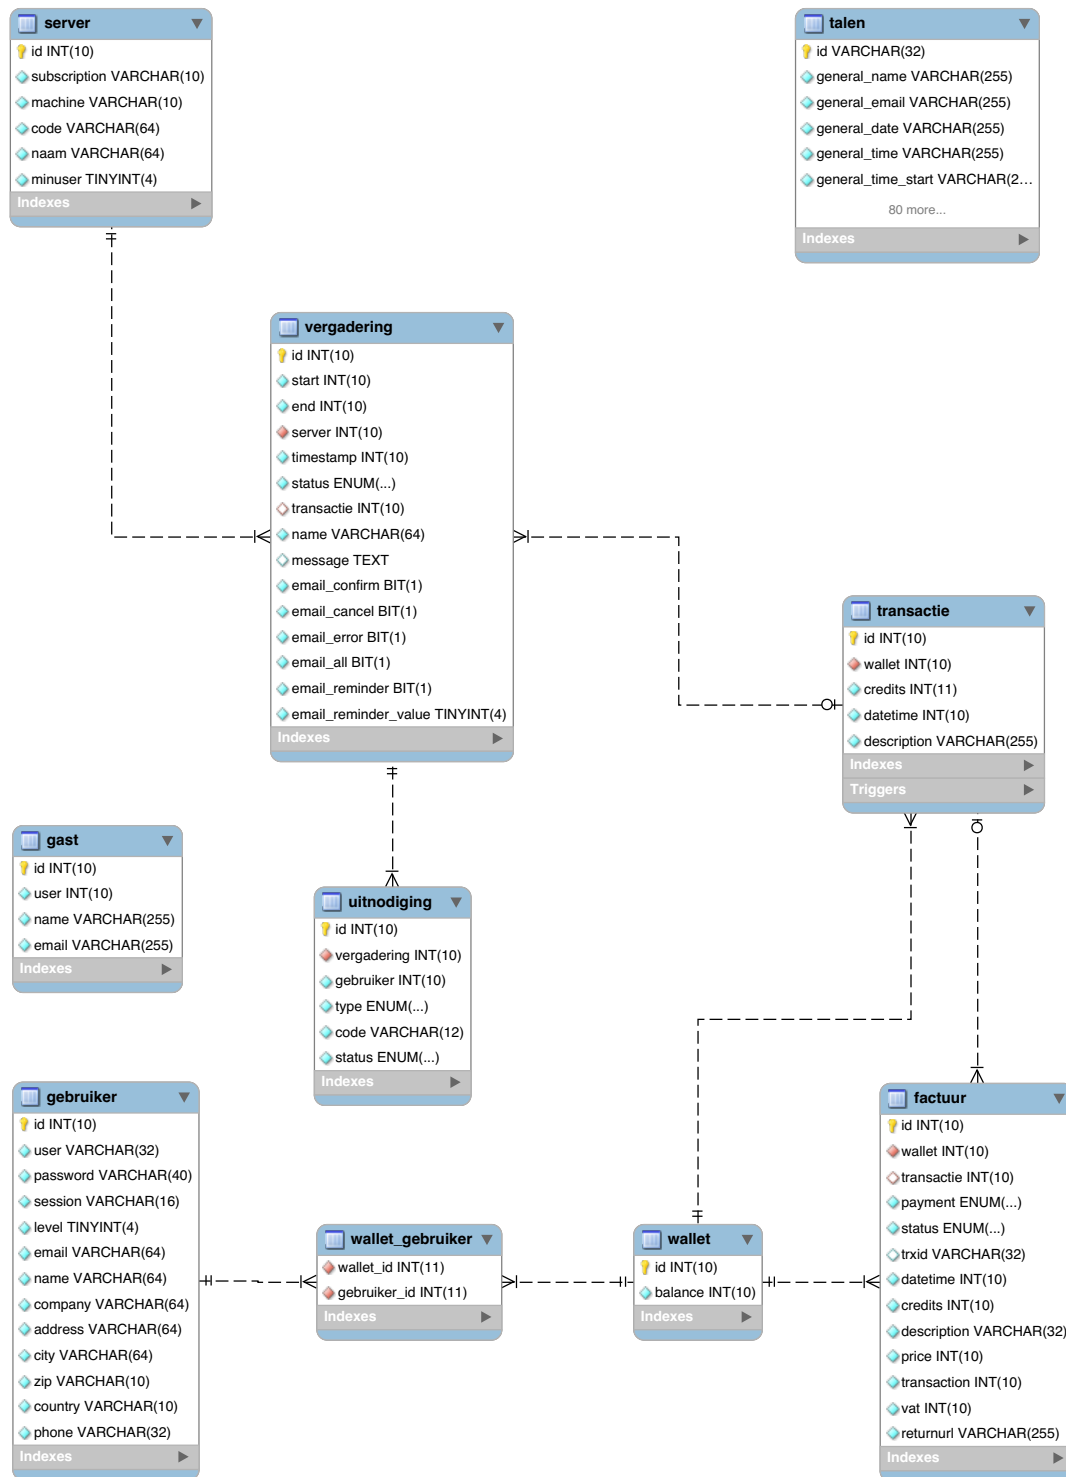 server
id INT(10)
subscription VARCHAR(10)
machine VARCHAR(10)
code VARCHAR(64)
naam VARCHAR(64)
minuser TINYINT(4)
Indexes
talen
id VARCHAR(32)
general_name VARCHAR(255)
general_email VARCHAR(255)
general_date VARCHAR(255)
general_time VARCHAR(255)
general_time_start VARCHAR(2...
80 more...
Indexes
vergadering
id INT(10)
start INT(10)
end INT(10)
server INT(10)
timestamp INT(10)
status ENUM(...)
transactie INT(10)
name VARCHAR(64)
message TEXT
email_confirm BIT(1)
email_cancel BIT(1)
email_error BIT(1)
email_all BIT(1)
email_reminder BIT(1)
email_reminder_value TINYINT(4)
Indexes
transactie
id INT(10)
wallet INT(10)
credits INT(11)
datetime INT(10)
description VARCHAR(255)
Indexes
Triggers
gast
id INT(10)
user INT(10)
name VARCHAR(255)
email VARCHAR(255)
Indexes
uitnodiging
id INT(10)
vergadering INT(10)
gebruiker INT(10)
type ENUM(...)
code VARCHAR(12)
status ENUM(...)
Indexes
gebruiker
id INT(10)
user VARCHAR(32)
password VARCHAR(40)
session VARCHAR(16)
level TINYINT(4)
email VARCHAR(64)
name VARCHAR(64)
company VARCHAR(64)
address VARCHAR(64)
city VARCHAR(64)
zip VARCHAR(10)
country VARCHAR(10)
phone VARCHAR(32)
Indexes
wallet_gebruiker
wallet_id INT(11)
gebruiker_id INT(11)
Indexes
wallet
id INT(10)
balance INT(10)
Indexes
factuur
id INT(10)
wallet INT(10)
transactie INT(10)
payment ENUM(...)
status ENUM(...)
trxid VARCHAR(32)
datetime INT(10)
credits INT(10)
description VARCHAR(32)
price INT(10)
transaction INT(10)
vat INT(10)
returnurl VARCHAR(255)
Indexes